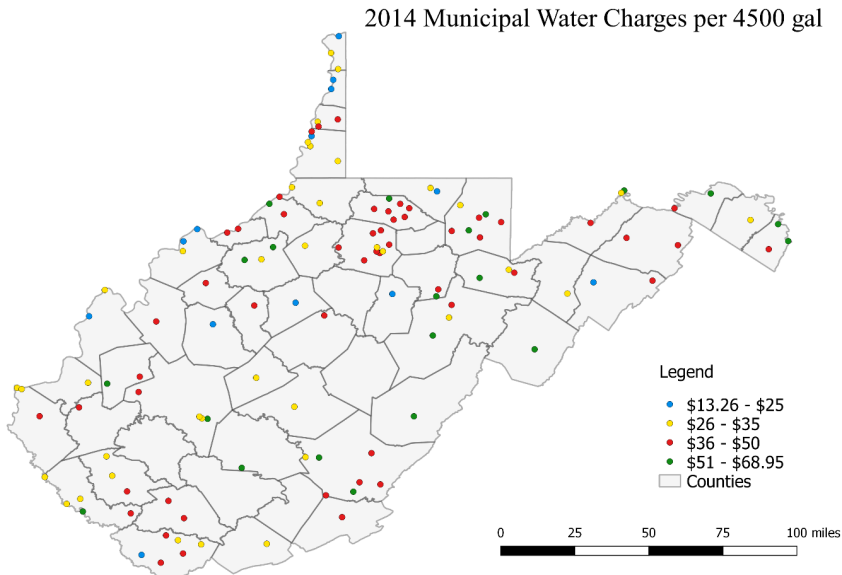 2014 Municipal Water Charges per 4500 gal
Legend
$13.26 - $25
$26 - $35
$36 - $50
$51 - $68.95
Counties
0 25 50 75 100 miles